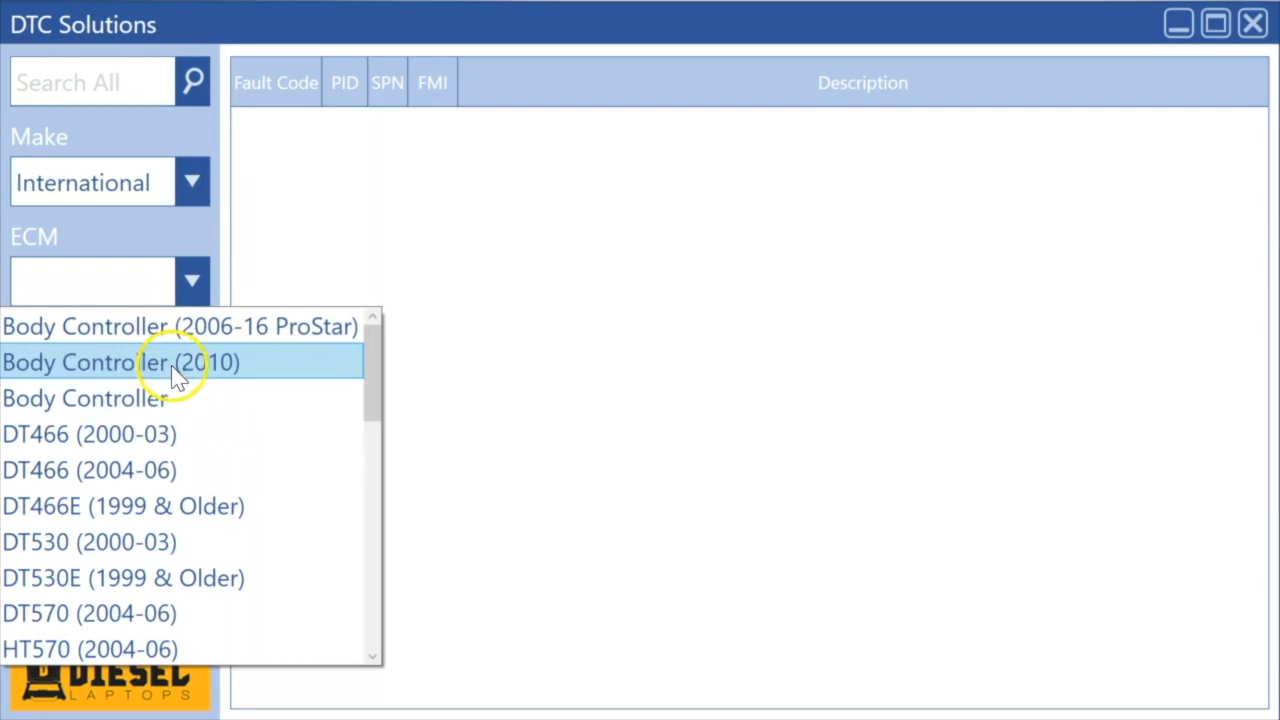 DTC Solutions
Search All
Make
International
ECM
Fault Code PID SPN FMI Description
Body Controller (2006-16 ProStar)
Body Controller (2010)
Body Controller
DT466 (2000-03)
DT466 (2004-06)
DT466E (1999 & Older)
DT530 (2000-03)
DT530E (1999 & Older)
DT570 (2004-06)
HT570 (2004-06)
DIESEL
LAPTOPS